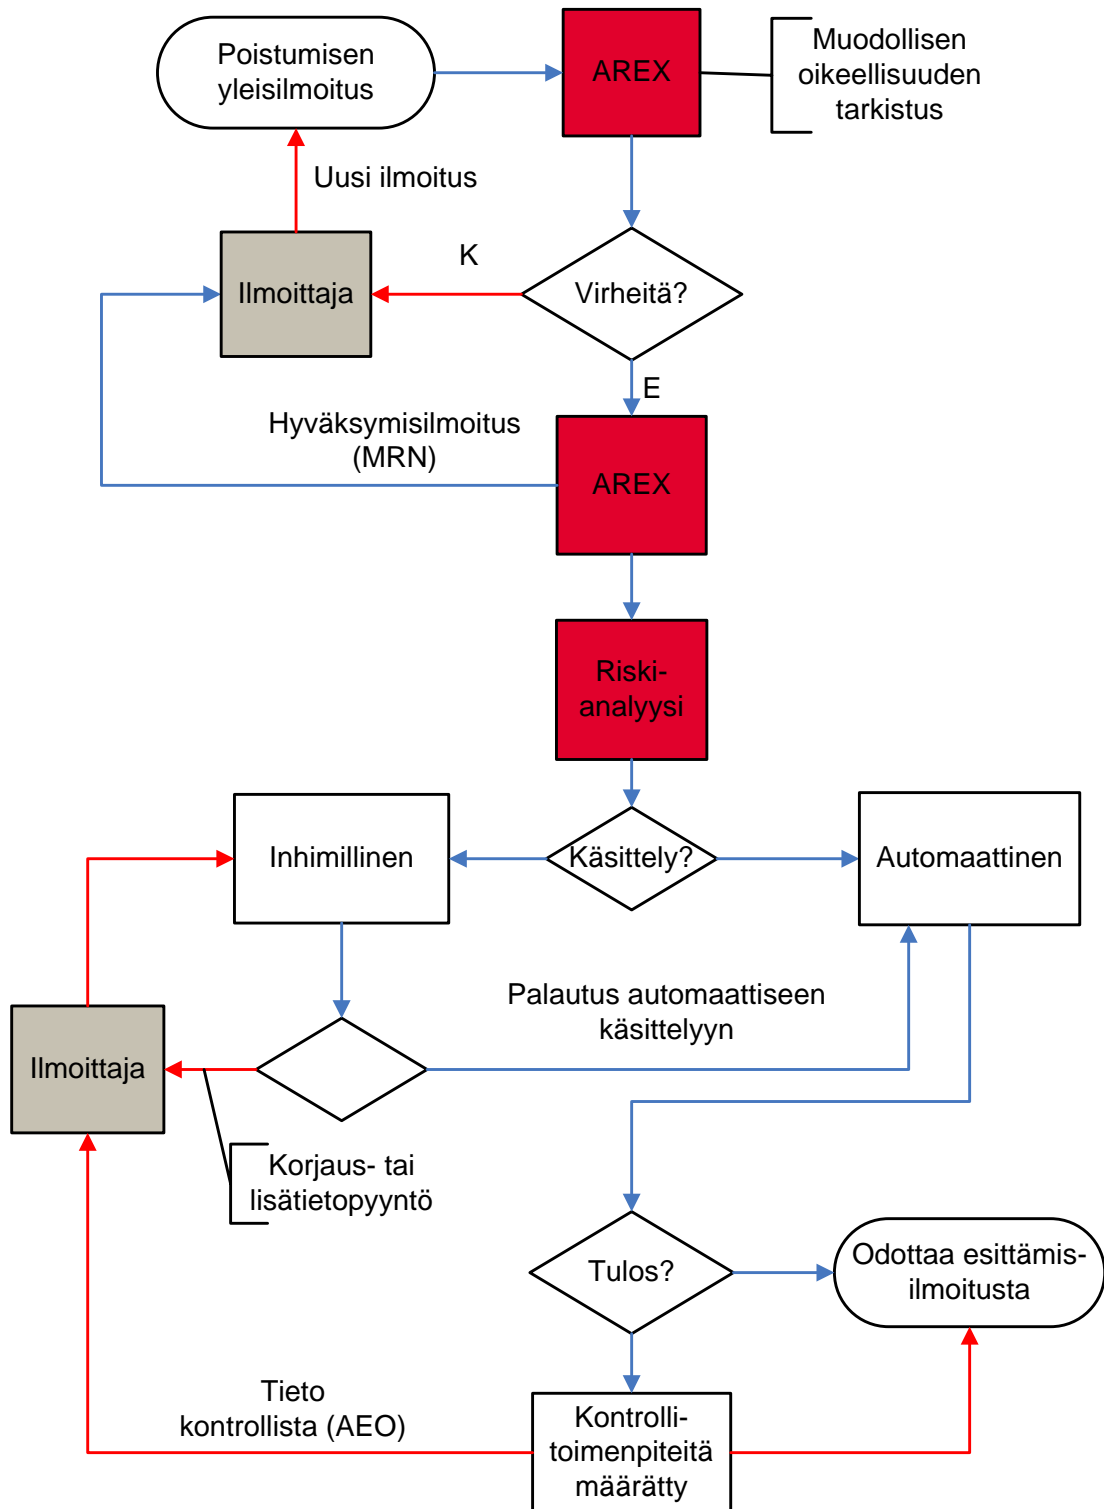 Poistumisen
yleisilmoitus
AREX
Muodollisen
oikeellisuuden
tarkistus
Uusi ilmoitus
K
Ilmoittaja
Virheitä?
E
Hyväksymisilmoitus
(MRN)
AREX
Riski-
analyysi
Inhimillinen
Käsittely?
Automaattinen
Palautus automaattiseen
käsittelyyn
Ilmoittaja
Korjaus- tai
lisätietopyyntö
Tulos?
Odottaa esittämis-
ilmoitusta
Tieto
kontrollista (AEO)
Kontrolli-
toimenpiteitä
määrätty